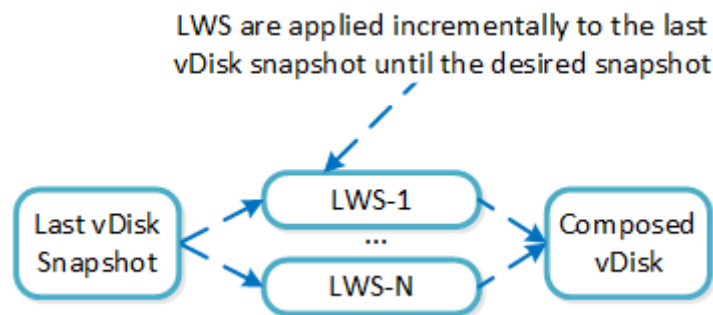 LWS are applied incrementally to the last
vDisk snapshot until the desired snapshot
LWS-1
Last vDisk
Snapshot
...
LWS-N
Composed
vDisk